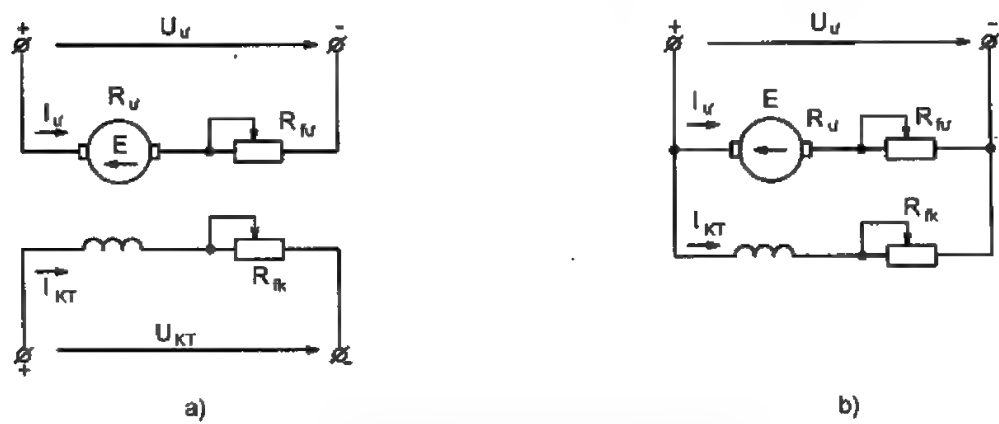 + Uư -
Rư
Iư E Rfư
Rfk
IKT
UKT
+ -
a)
+ Uư -
Iư E Rư Rfư
IKT Rfk
b)